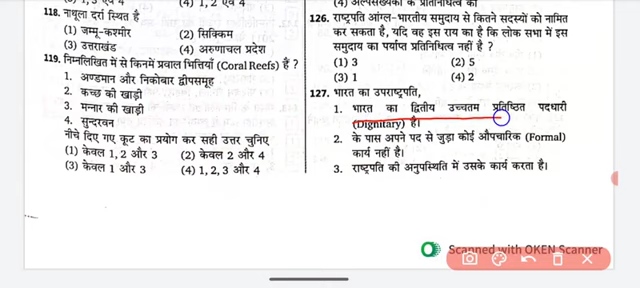 (4) 1, 2 एवं 4
118. नाथूला दर्रा स्थित है
(1) जम्मू-कश्मीर (2) सिक्किम
(3) उत्तराखंड (4) अरुणाचल प्रदेश
119. निम्नलिखित में से किनमें प्रवाल भित्तियाँ (Coral Reefs) हैं ?
1. अण्डमान और निकोबार द्वीपसमूह
2. कच्छ की खाड़ी
3. मन्नार की खाड़ी
4. सुन्दरवन
नीचे दिए गए कूट का प्रयोग कर सही उत्तर चुनिए
(1) केवल 1, 2 और 3 (2) केवल 2 और 4
(3) केवल 1 और 3 (4) 1, 2, 3 और 4
(4) अल्पसंख्यकों के प्रतिनिधित्व का
126. राष्ट्रपति आंग्ल-भारतीय समुदाय से कितने सदस्यों को नामित
कर सकता है, यदि वह इस राय का है कि लोक सभा में इस
समुदाय का पर्याप्त प्रतिनिधित्व नहीं है ?
(1) 3 (2) 5
(3) 1 (4) 2
127. भारत का उपराष्ट्रपति,
1. भारत का द्वितीय उच्चतम प्रतिष्ठित पदधारी
(Dignitary) है।
2. के पास अपने पद से जुड़ा कोई औपचारिक (Formal)
कार्य नहीं है।
3. राष्ट्रपति की अनुपस्थिति में उसके कार्य करता है।
Scanned with OKEN Scanner